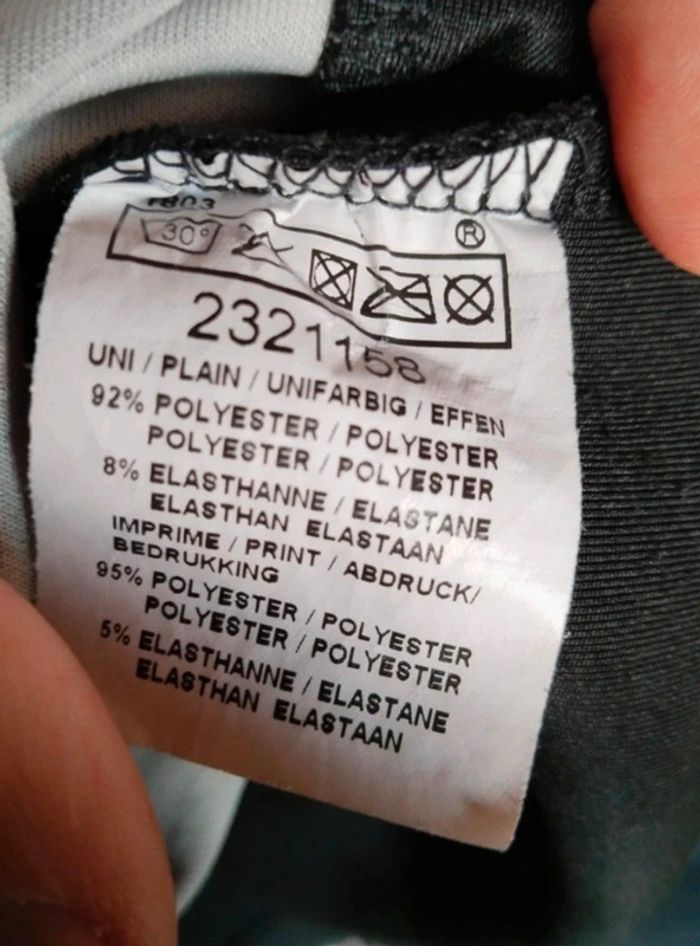 30°
®
2321158
UNI / PLAIN / UNIFARBIG / EFFEN
92% POLYESTER / POLYESTER
POLYESTER / POLYESTER
8% ELASTHANNE / ELASTANE
ELASTHAN ELASTAAN
IMPRIME / PRINT / ABDRUCK/
BEDRUKKING
95% POLYESTER / POLYESTER
POLYESTER / POLYESTER
5% ELASTHANNE / ELASTANE
ELASTHAN ELASTAAN